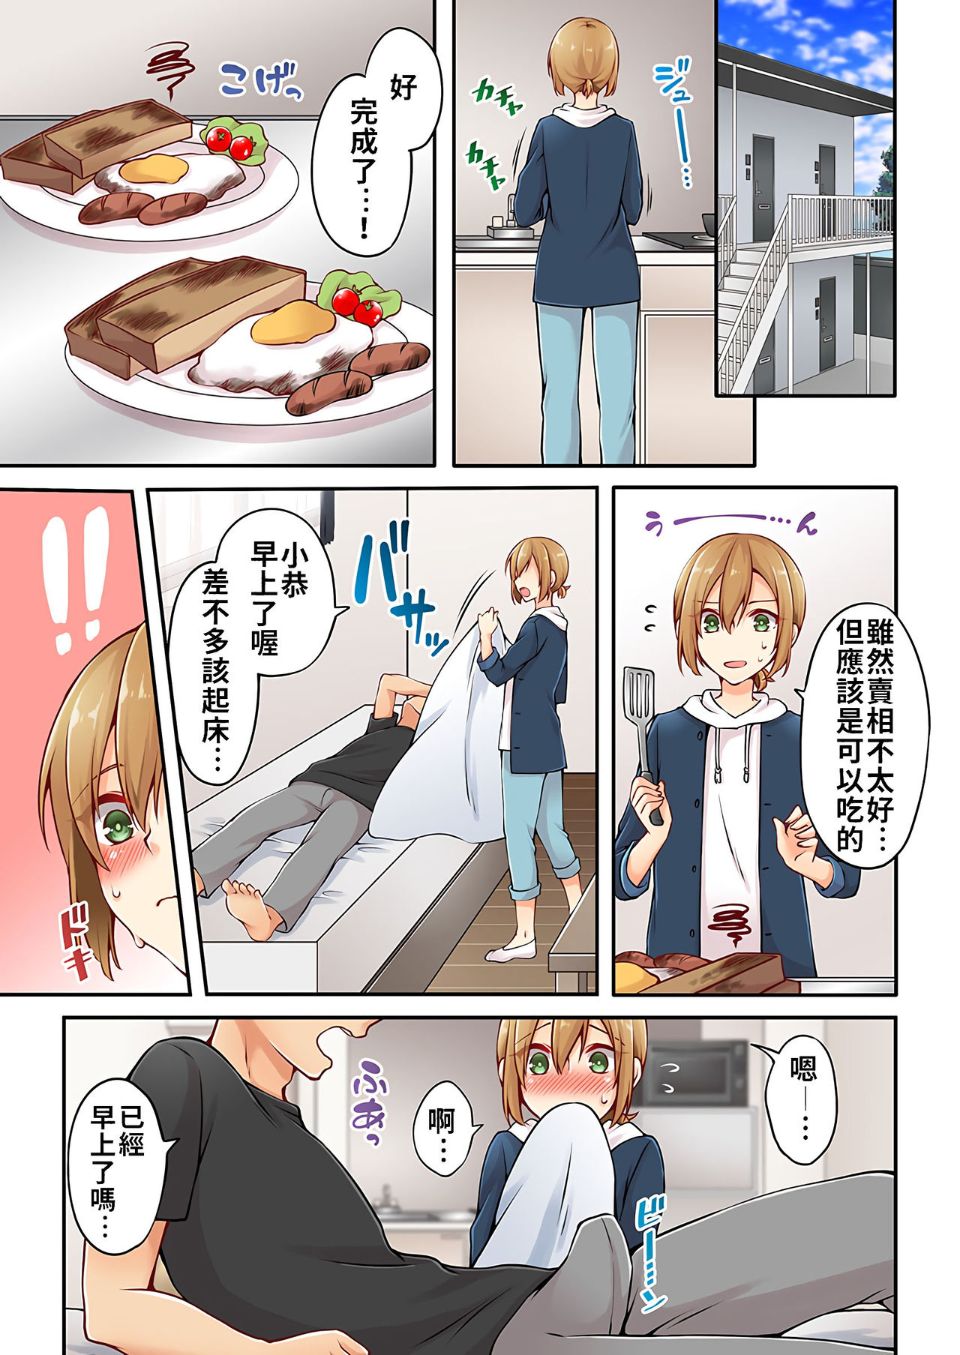 ジュー…
カチャ
カチャ
好
完成了…!
こげっ
う———…ん
雖然賣相不太好…
但應該是可以吃的
バサッ
小恭
早上了喔
差不多該起床…
!!
ドキ
嗯—…
啊…
ふあっ
ビーン
已經
早上了嗎…